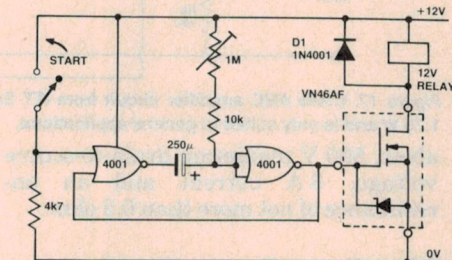 +12V
START
D1
1N4001
1M
12V
RELAY
VN46AF
10k
250µ
4001
+
4001
4k7
0V